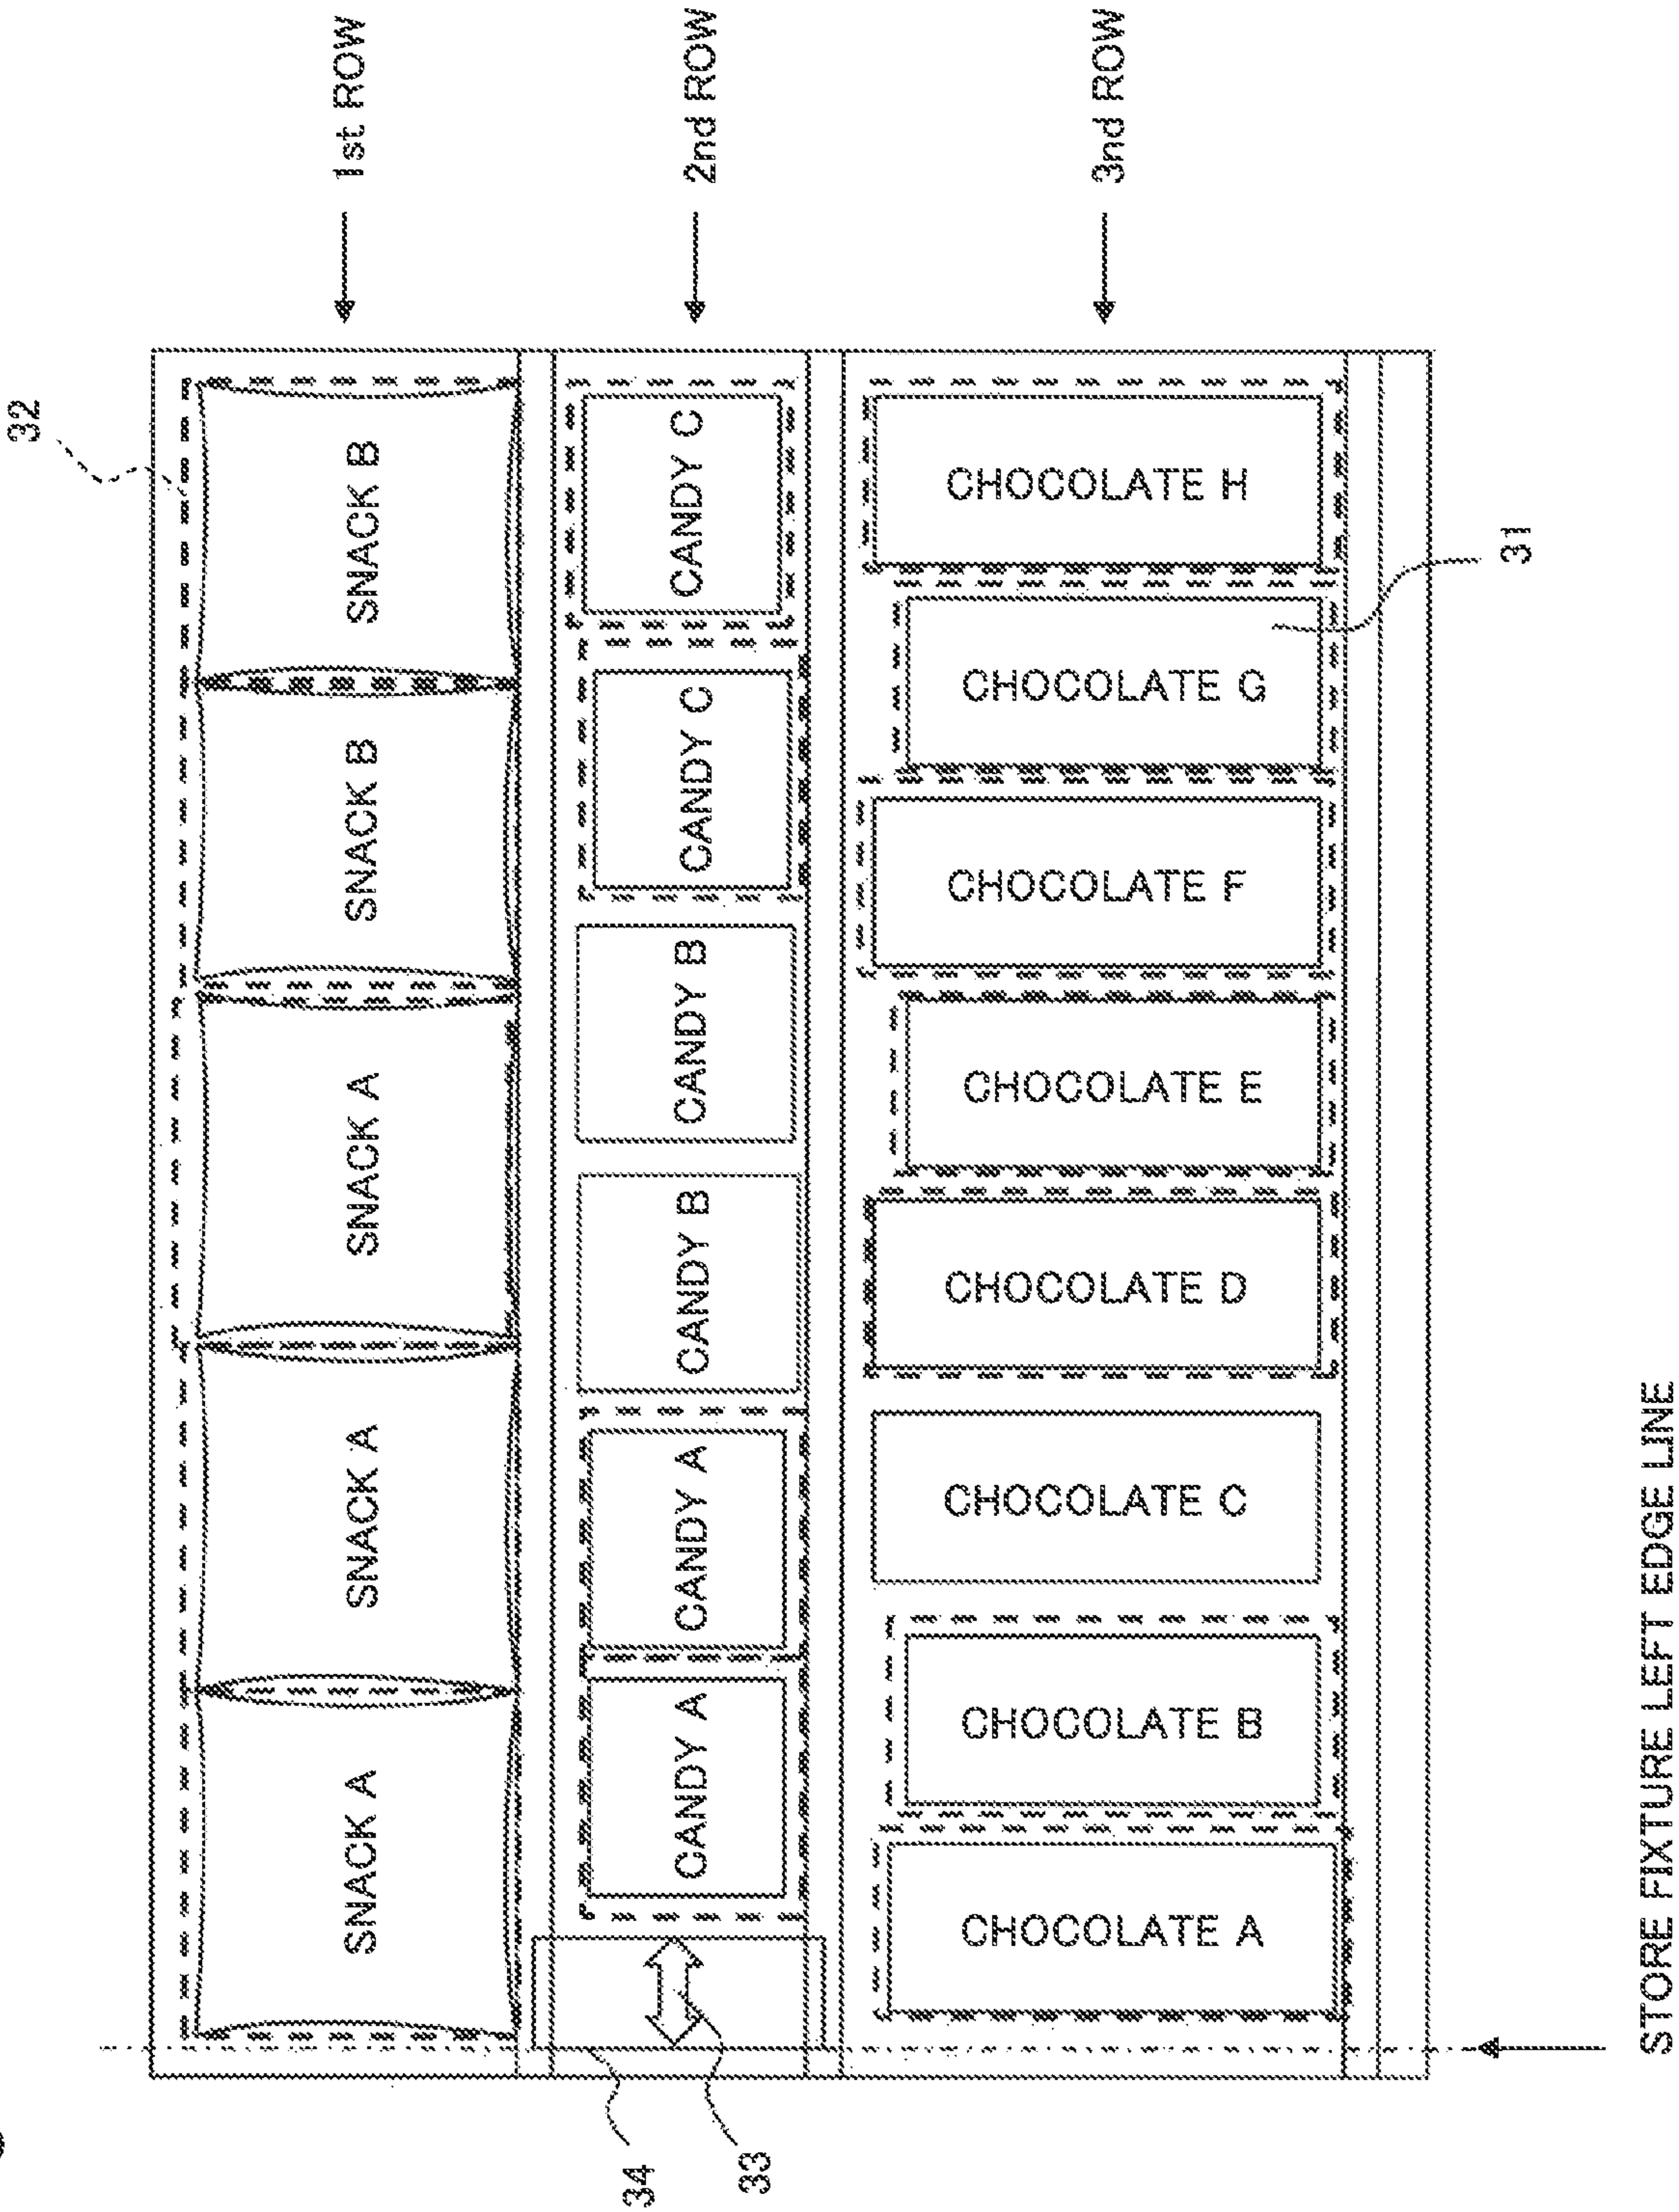 32
SNACK A
SNACK A
SNACK A
SNACK B
SNACK B
1st ROW
34
33
CANDY A
CANDY A
CANDY B
CANDY B
CANDY C
CANDY C
2nd ROW
CHOCOLATE A
CHOCOLATE B
CHOCOLATE C
CHOCOLATE D
CHOCOLATE E
CHOCOLATE F
CHOCOLATE G
CHOCOLATE H
3nd ROW
31
STORE FIXTURE LEFT EDGE LINE